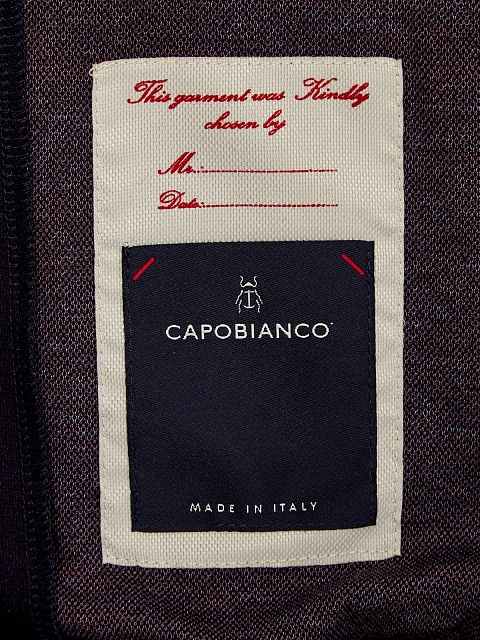 This garment was Kindly
chosen by
Mr.
Date:
CAPOBIANCO
MADE IN ITALY